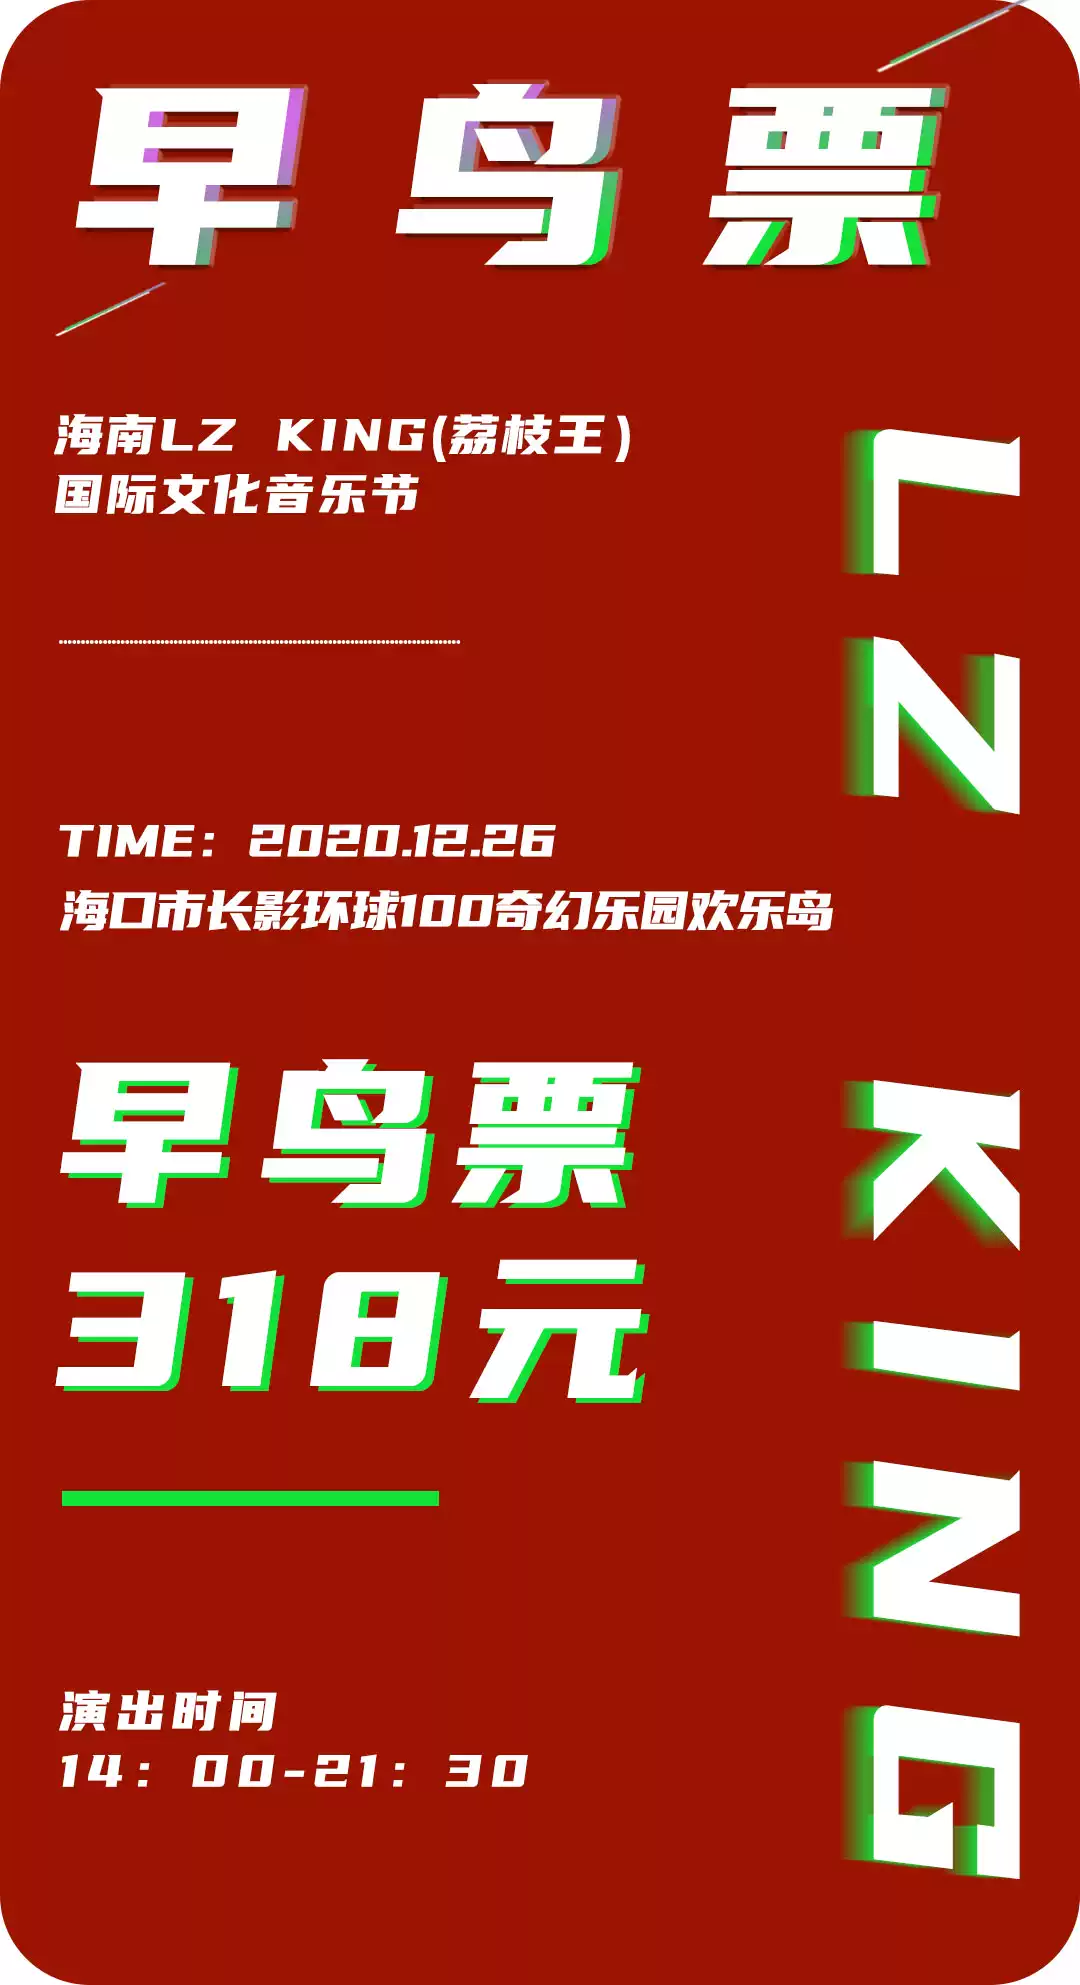 早鸟票
海南LZ KING(荔枝王)
国际文化音乐节
TIME：2020.12.26
海口市长影环球100奇幻乐园欢乐岛
早鸟票
318元
演出时间
14：00-21：30
LZ KING